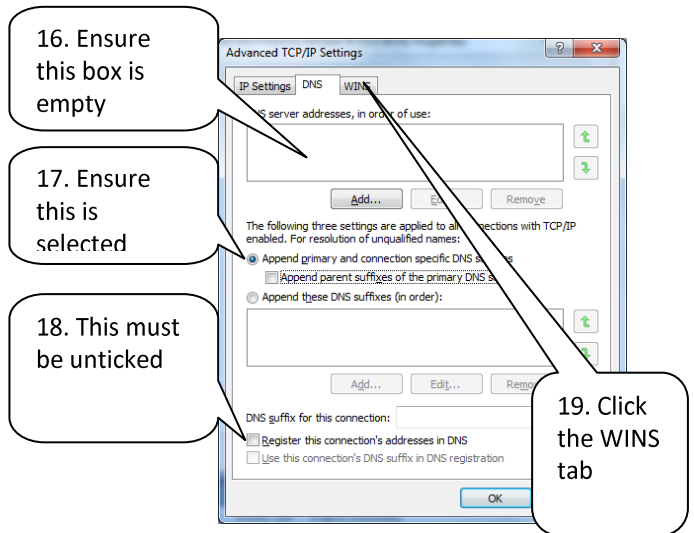 16. Ensure
this box is
empty
17. Ensure
this is
selected
18. This must
be unticked
19. Click
the WINS
tab
Advanced TCP/IP Settings
IP Settings DNS WINS
server addresses, in order of use:
Add... Remove
The following three settings are applied to all connections with TCP/IP
enabled. For resolution of unqualified names:
Append primary and connection specific DNS
Append parent suffixes of the primary DNS
Append these DNS suffixes (in order):
Add... Edit...
DNS suffix for this connection:
Register this connection's addresses in DNS
Use this connection's DNS suffix in DNS registration
OK